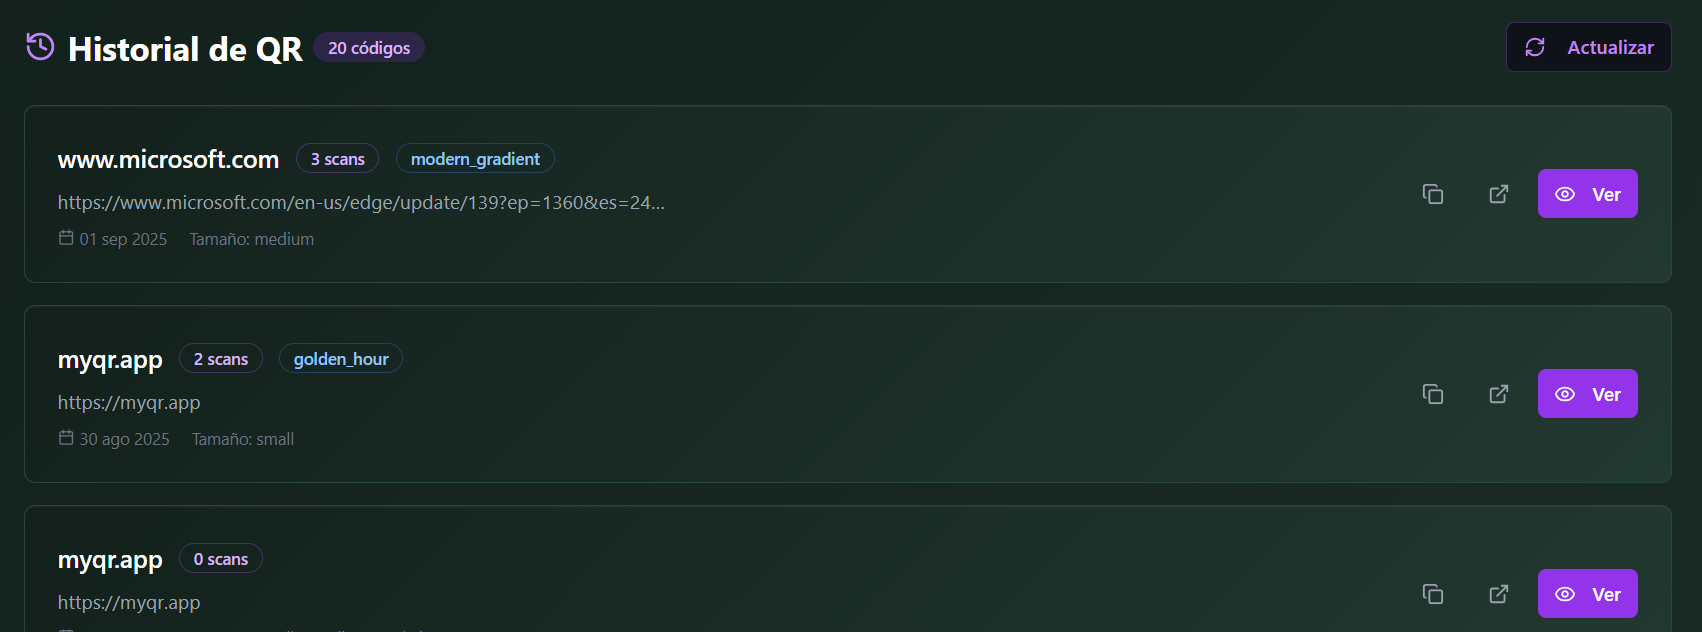 Historial de QR 20 códigos Actualizar
www.microsoft.com 3 scans modern_gradient
https://www.microsoft.com/en-us/edge/update/139?ep=1360&es=24...
01 sep 2025 Tamaño: medium
Ver
myqr.app 2 scans golden_hour
https://myqr.app
30 ago 2025 Tamaño: small
Ver
myqr.app 0 scans
https://myqr.app
Ver